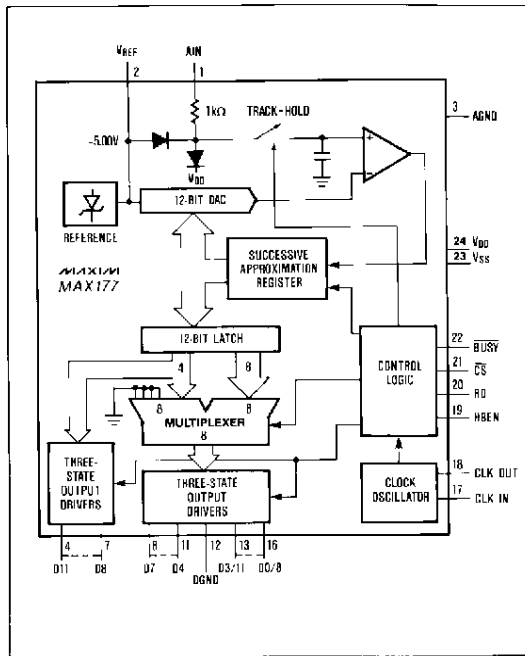 VREF
AIN
2
1
1kΩ
TRACK-HOLD
3
AGND
-5.00V
+
VDD
-
12-BIT DAC
REFERENCE
24 VDD
23 VSS
MAXIM
MAX177
SUCCESSIVE
APPROXIMATION
REGISTER
12-BIT LATCH
22 BUSY
21 CS
20 RD
19 HBEN
4
8
CONTROL
LOGIC
8
8
MULTIPLEXER
8
THREE-
STATE
OUTPUT
DRIVERS
THREE-STATE
OUTPUT
DRIVERS
CLOCK
OSCILLATOR
18 CLK OUT
17 CLK IN
4
7
8
11
12
13
16
D11
D8
D7
D4
DGND
D3/11
D0/8